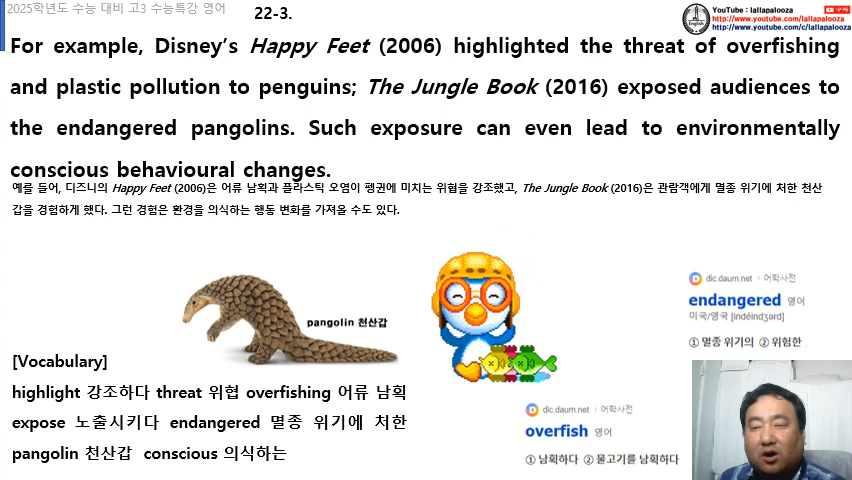 2025학년도 수능 대비 고3 수능특강 영어
22-3.
YouTube : lallapalooza 구독
http://www.youtube.com/lallapalooza
http://www.youtube.com/c/lallapalooza
For example, Disney's Happy Feet (2006) highlighted the threat of overfishing
and plastic pollution to penguins; The Jungle Book (2016) exposed audiences to
the endangered pangolins. Such exposure can even lead to environmentally
conscious behavioural changes.
예를 들어, 디즈니의 Happy Feet (2006)은 어류 남획과 플라스틱 오염이 펭귄에 미치는 위협을 강조했고, The Jungle Book (2016)은 관람객에게 멸종 위기에 처한 천산
갑을 경험하게 했다. 그런 경험은 환경을 의식하는 행동 변화를 가져올 수도 있다.
pangolin 천산갑
dic.daum.net › 어학사전
endangered 영어
미국/영국 [indéindʒərd]
① 멸종 위기의 ② 위험한
[Vocabulary]
highlight 강조하다 threat 위협 overfishing 어류 남획
expose 노출시키다 endangered 멸종 위기에 처한
pangolin 천산갑 conscious 의식하는
dic.daum.net › 어학사전
overfish 영어
① 남획하다 ② 물고기를 남획하다